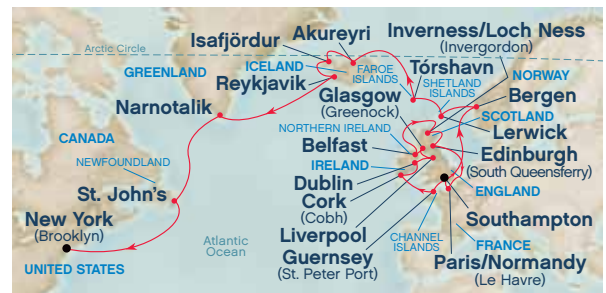 Inverness/Loch Ness
(Invergordon)
Akureyri
Isafjördur
Arctic Circle
ICELAND
FAROE
ISLANDS
Tórshavn
GREENLAND
Reykjavik
SHETLAND
ISLANDS
NORWAY
Bergen
Glasgow
(Greenock)
Narnotalik
SCOTLAND
Lerwick
NORTHERN IRELAND
CANADA
Belfast
Edinburgh
(South Queensferry)
NEWFOUNDLAND
IRELAND
Dublin
ENGLAND
St. John's
Cork
(Cobh)
Southampton
New York
(Brooklyn)
Liverpool
Atlantic
Ocean
CHANNEL
ISLANDS
FRANCE
Guernsey
(St. Peter Port)
Paris/Normandy
(Le Havre)
UNITED STATES